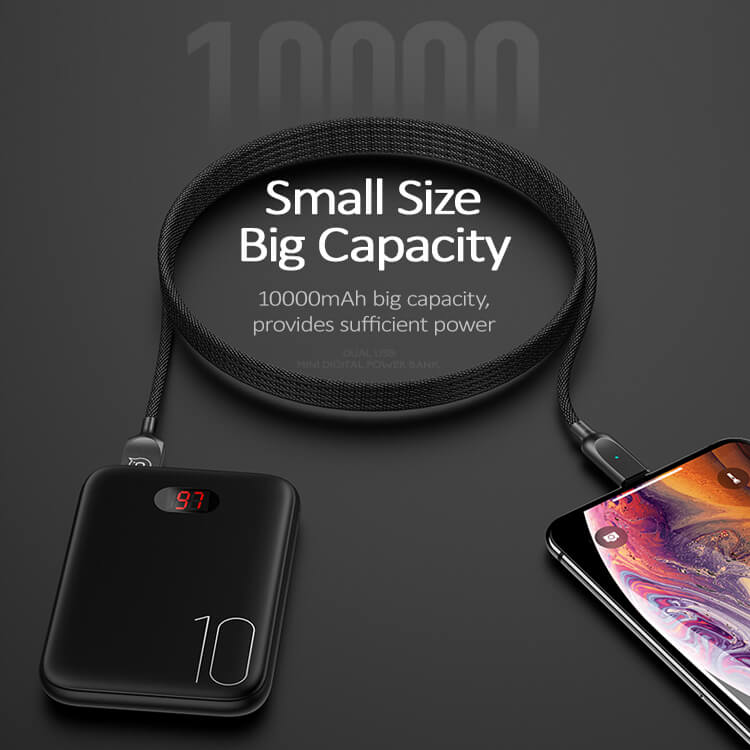 10000
Small Size
Big Capacity
10000mAh big capacity,
provides sufficient power
DUAL USB
MINI DIGITAL POWER BANK
97
10